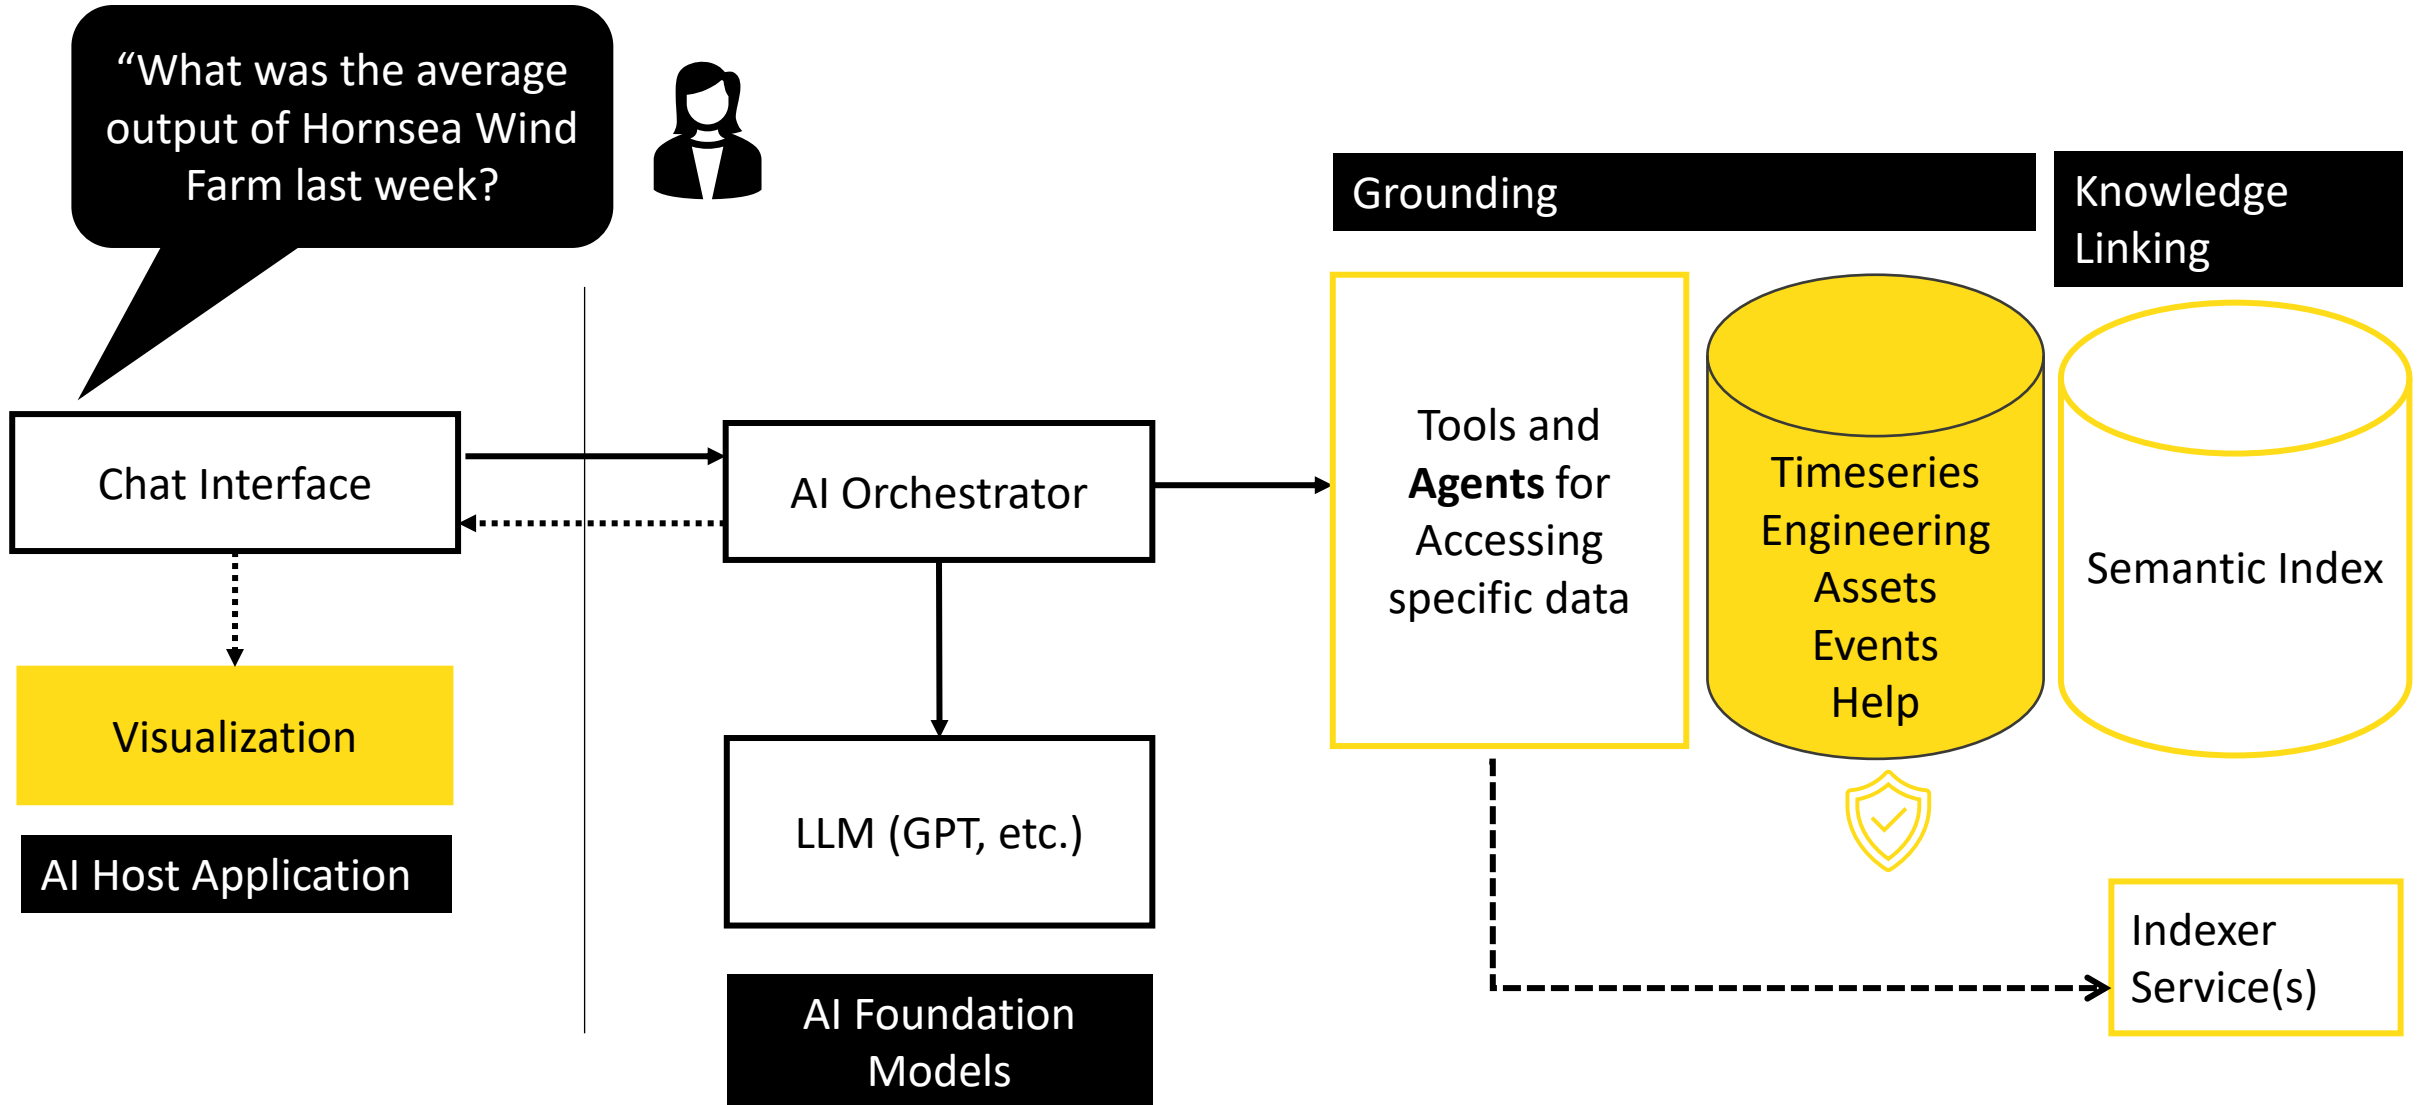 “What was the average
output of Hornsea Wind
Farm last week?
Grounding
Knowledge
Linking
Chat Interface
AI Orchestrator
Tools and
Agents for
Accessing
specific data
Timeseries
Engineering
Assets
Events
Help
Semantic Index
Visualization
LLM (GPT, etc.)
AI Host Application
Indexer
Service(s)
AI Foundation
Models